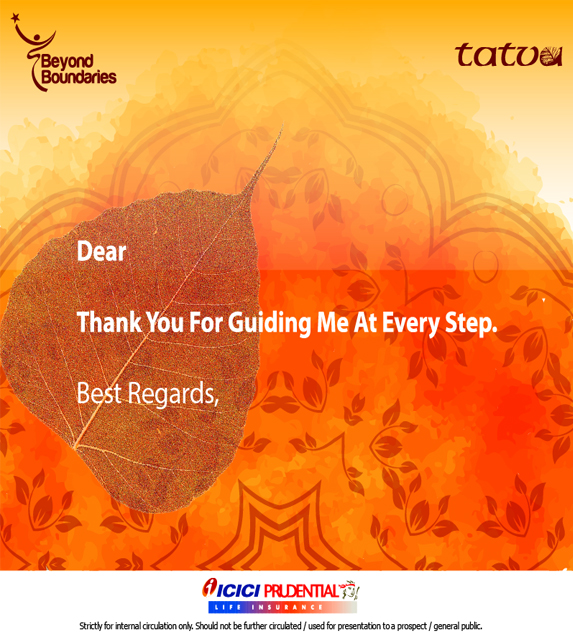 Beyond
Boundaries
tatva
Dear
Thank You For Guiding Me At Every Step.
Best Regards,
ICICI PRUDENTIAL
LIFE INSURANCE
Strictly for internal circulation only. Should not be further circulated / used for presentation to a prospect / general public.